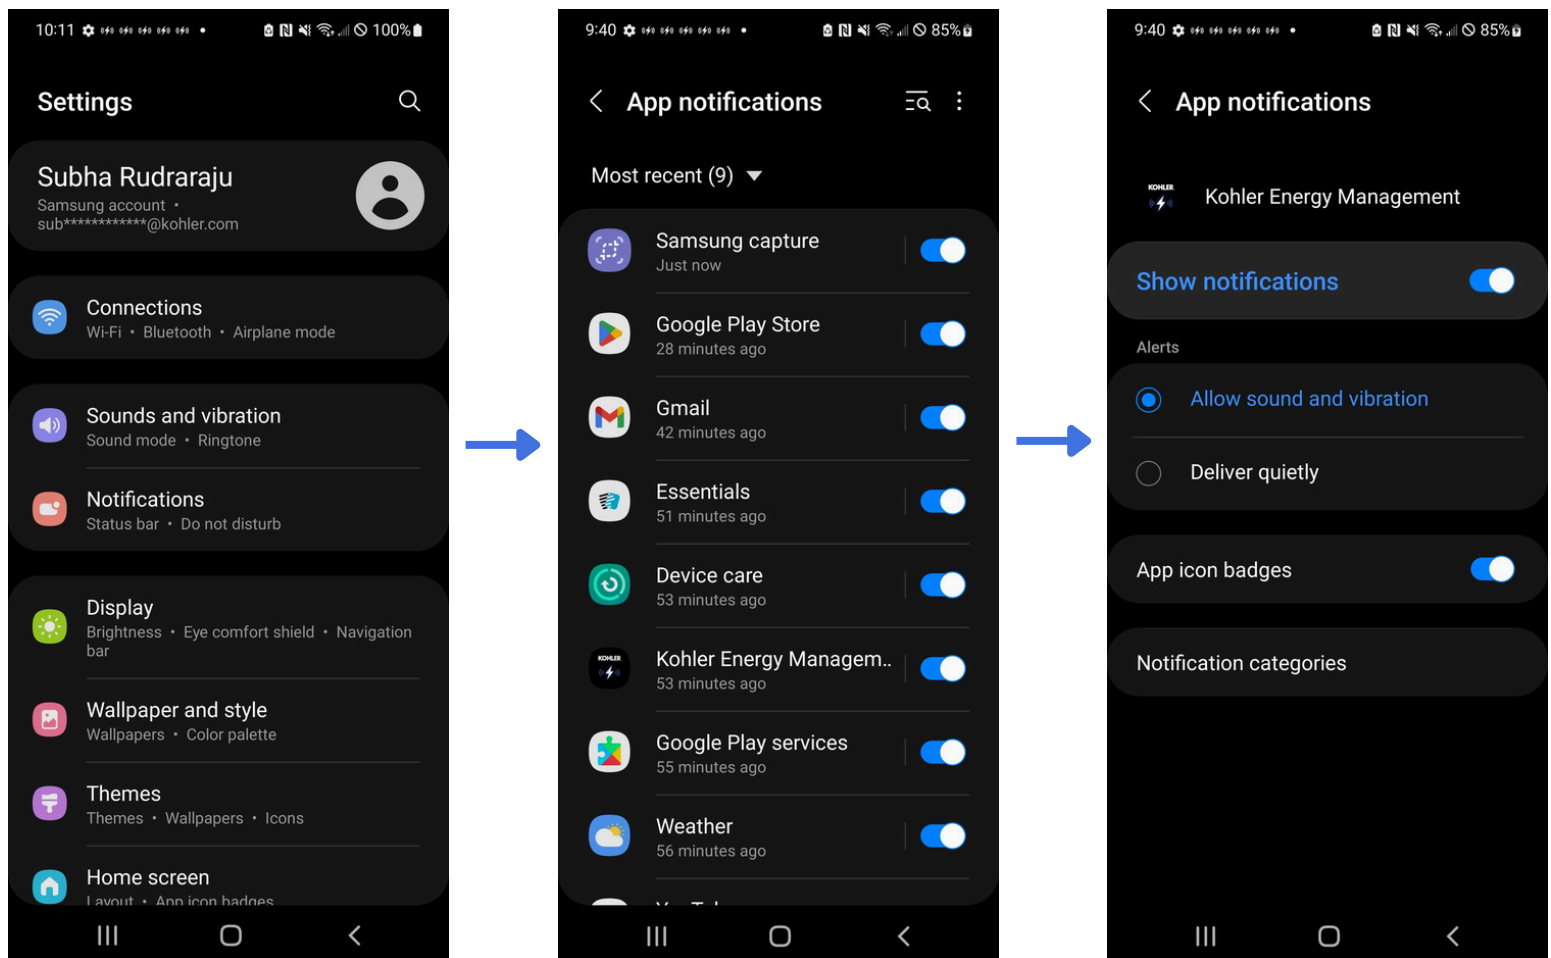 10:11 100%
Settings
Subha Rudraraju
Samsung account •
sub************@kohler.com
Connections
Wi-Fi • Bluetooth • Airplane mode
Sounds and vibration
Sound mode • Ringtone
Notifications
Status bar • Do not disturb
Display
Brightness • Eye comfort shield • Navigation
bar
Wallpaper and style
Wallpapers • Color palette
Themes
Themes • Wallpapers • Icons
Home screen
Layout • App icon badges
9:40 85%
App notifications
Most recent (9)
Samsung capture
Just now
Google Play Store
28 minutes ago
Gmail
42 minutes ago
Essentials
51 minutes ago
Device care
53 minutes ago
KOHLER
Kohler Energy Managem..
53 minutes ago
Google Play services
55 minutes ago
Weather
56 minutes ago
9:40 85%
App notifications
KOHLER
Kohler Energy Management
Show notifications
Alerts
Allow sound and vibration
Deliver quietly
App icon badges
Notification categories